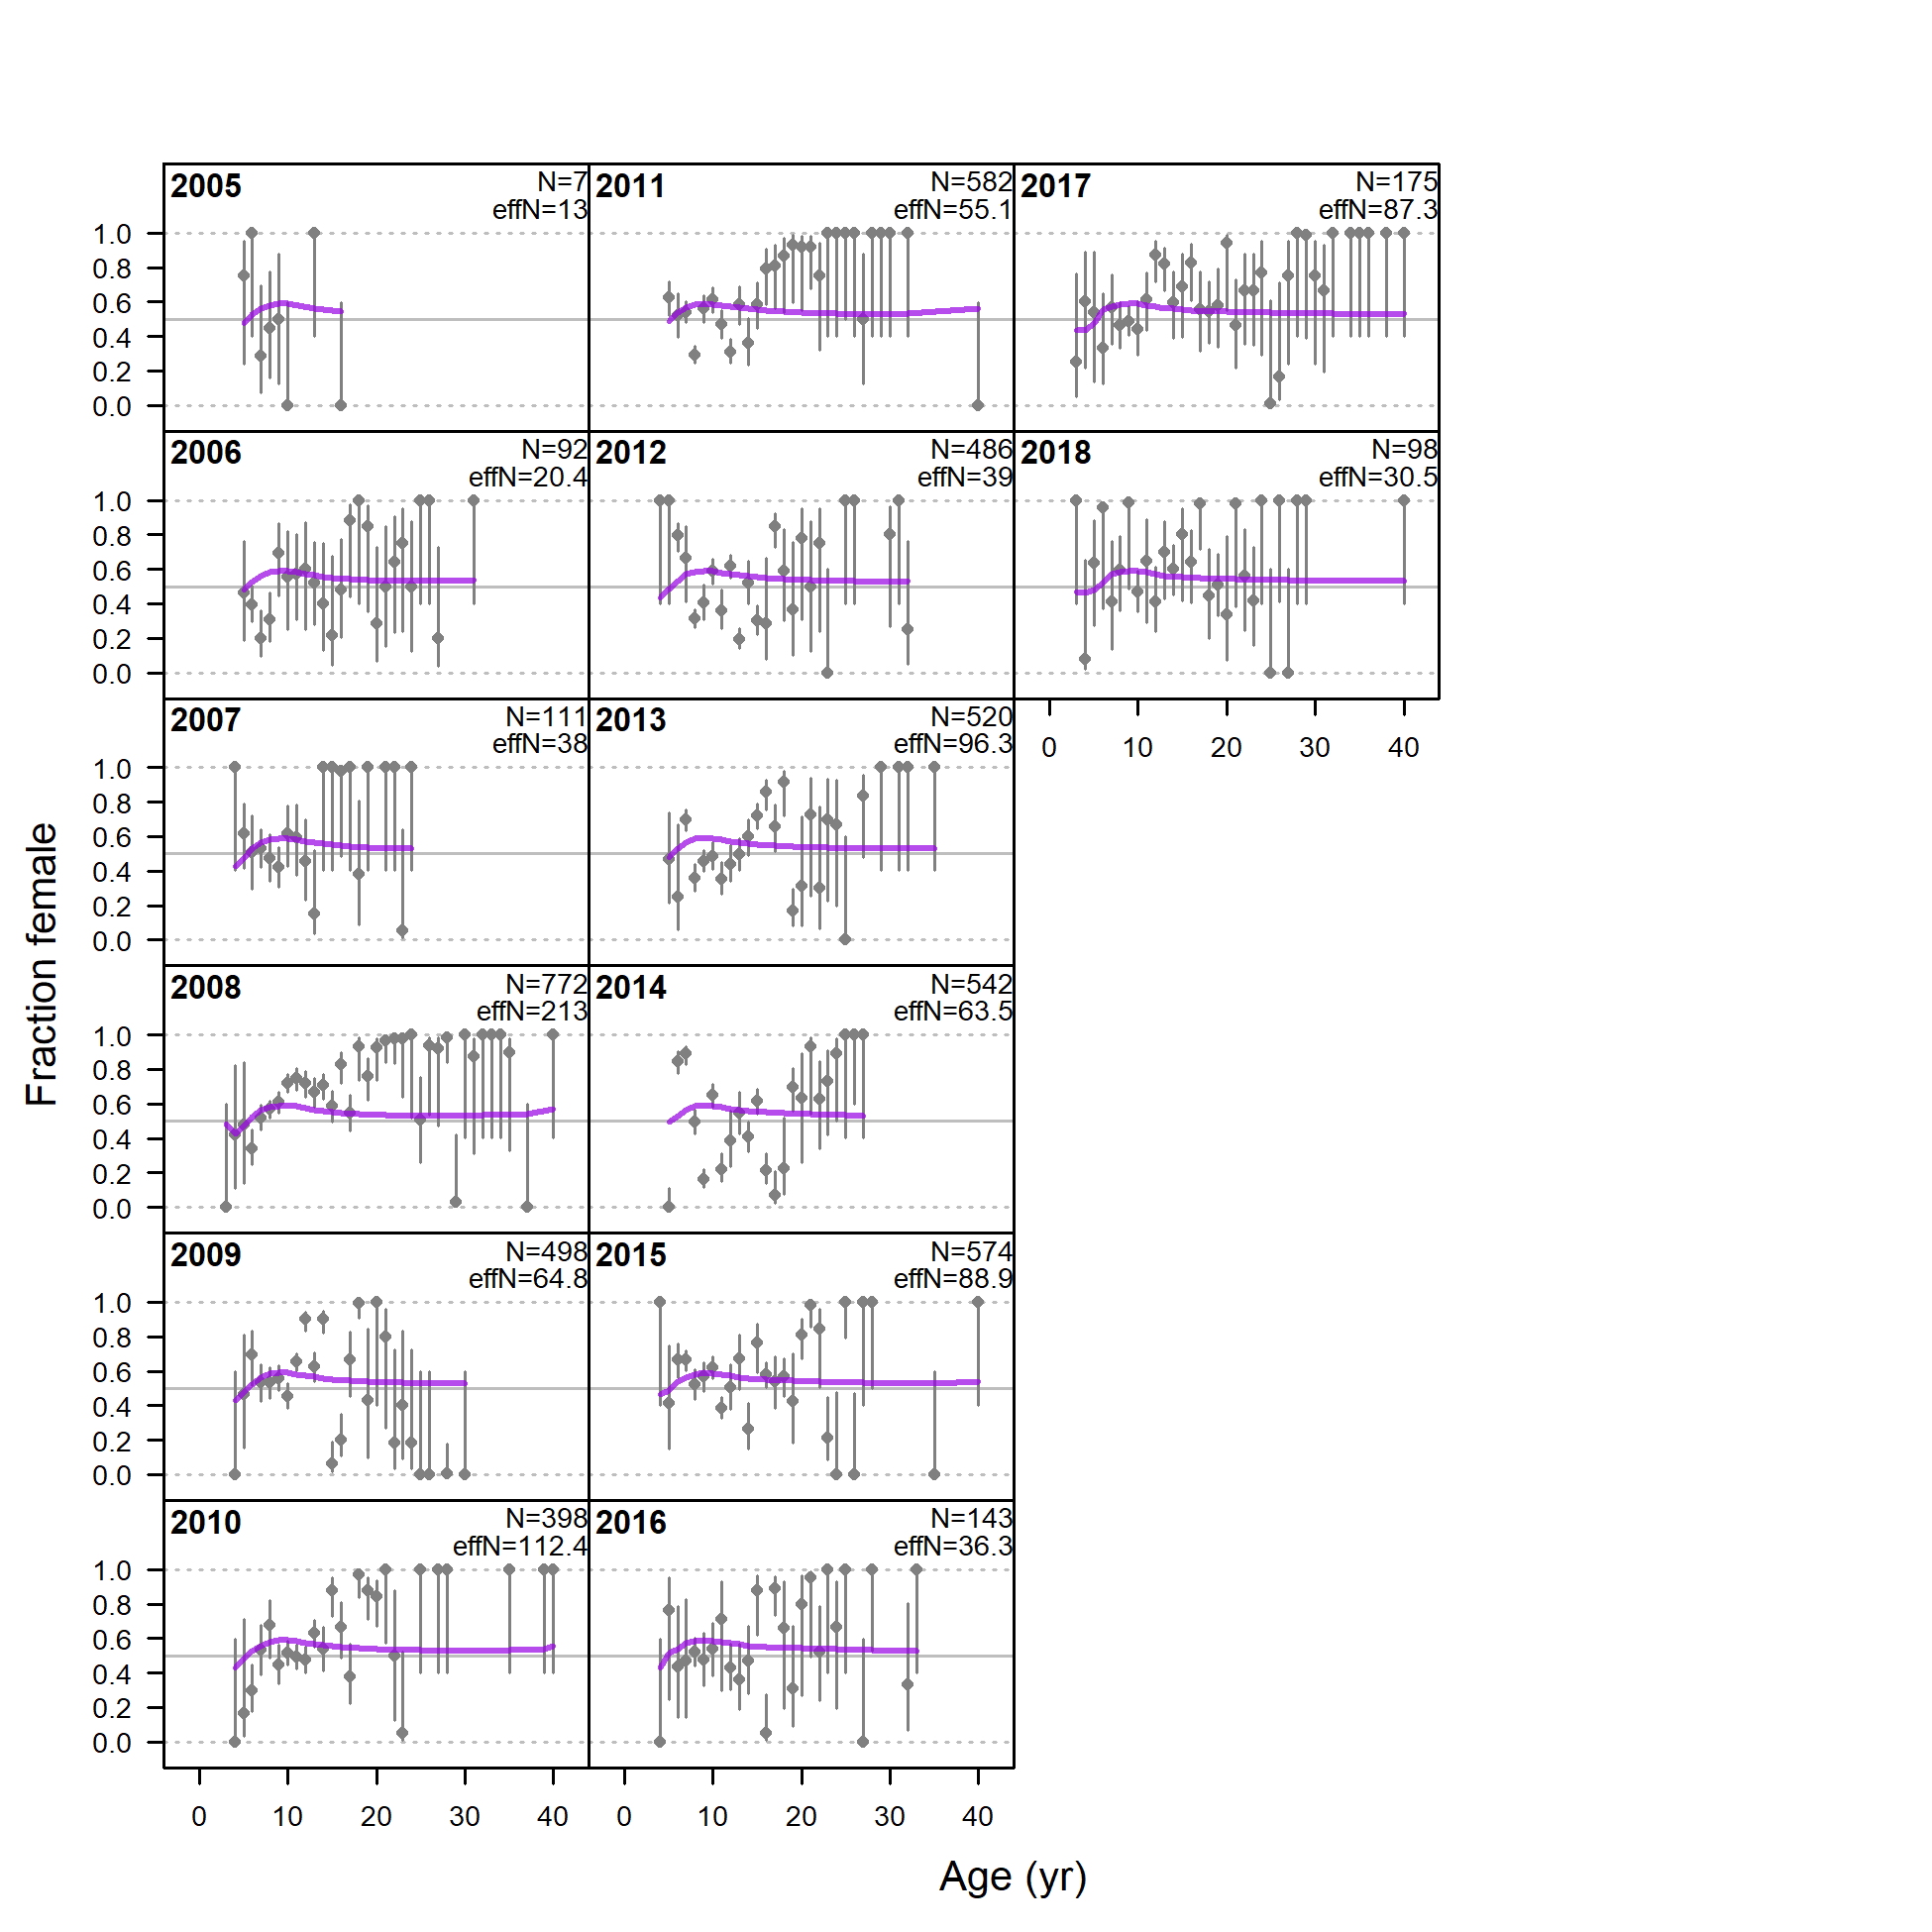 2005
N=7
effN=13
1.0
0.8
0.6
0.4
0.2
0.0
2011
N=582
effN=55.1
2017
N=175
effN=87.3
2006
N=92
effN=20.4
1.0
0.8
0.6
0.4
0.2
0.0
2012
N=486
effN=39
2018
N=98
effN=30.5
0 10 20 30 40
2007
N=111
effN=38
1.0
0.8
0.6
0.4
0.2
0.0
2013
N=520
effN=96.3
2008
N=772
effN=213
1.0
0.8
0.6
0.4
0.2
0.0
2014
N=542
effN=63.5
2009
N=498
effN=64.8
1.0
0.8
0.6
0.4
0.2
0.0
2015
N=574
effN=88.9
2010
N=398
effN=112.4
1.0
0.8
0.6
0.4
0.2
0.0
2016
N=143
effN=36.3
0 10 20 30 40
0 10 20 30 40
Fraction female
Age (yr)